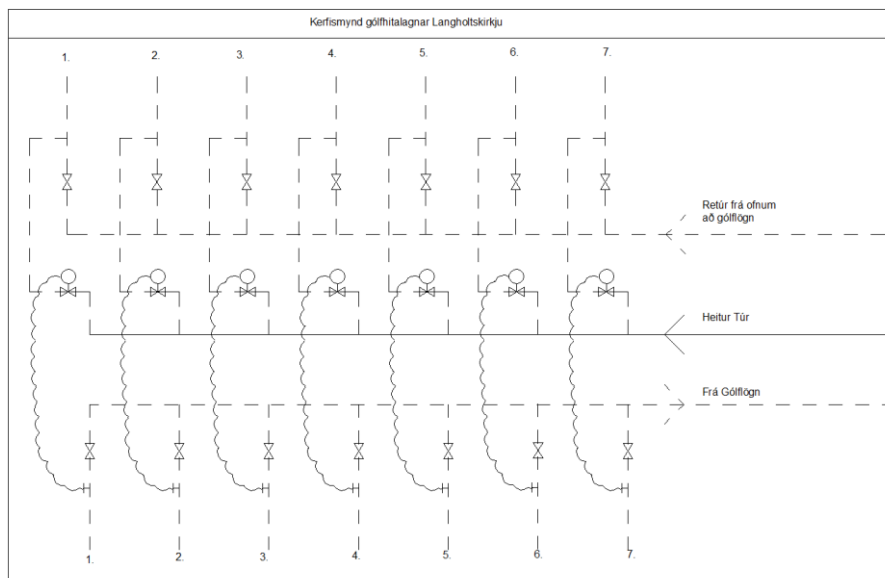 Kerfismynd gólfhitalagnar Langholtskirkju
1. 2. 3. 4. 5. 6. 7.
Retúr frá ofnum
að gólflögn
Heitur Túr
Frá Gólflögn
1. 2. 3. 4. 5. 6. 7.